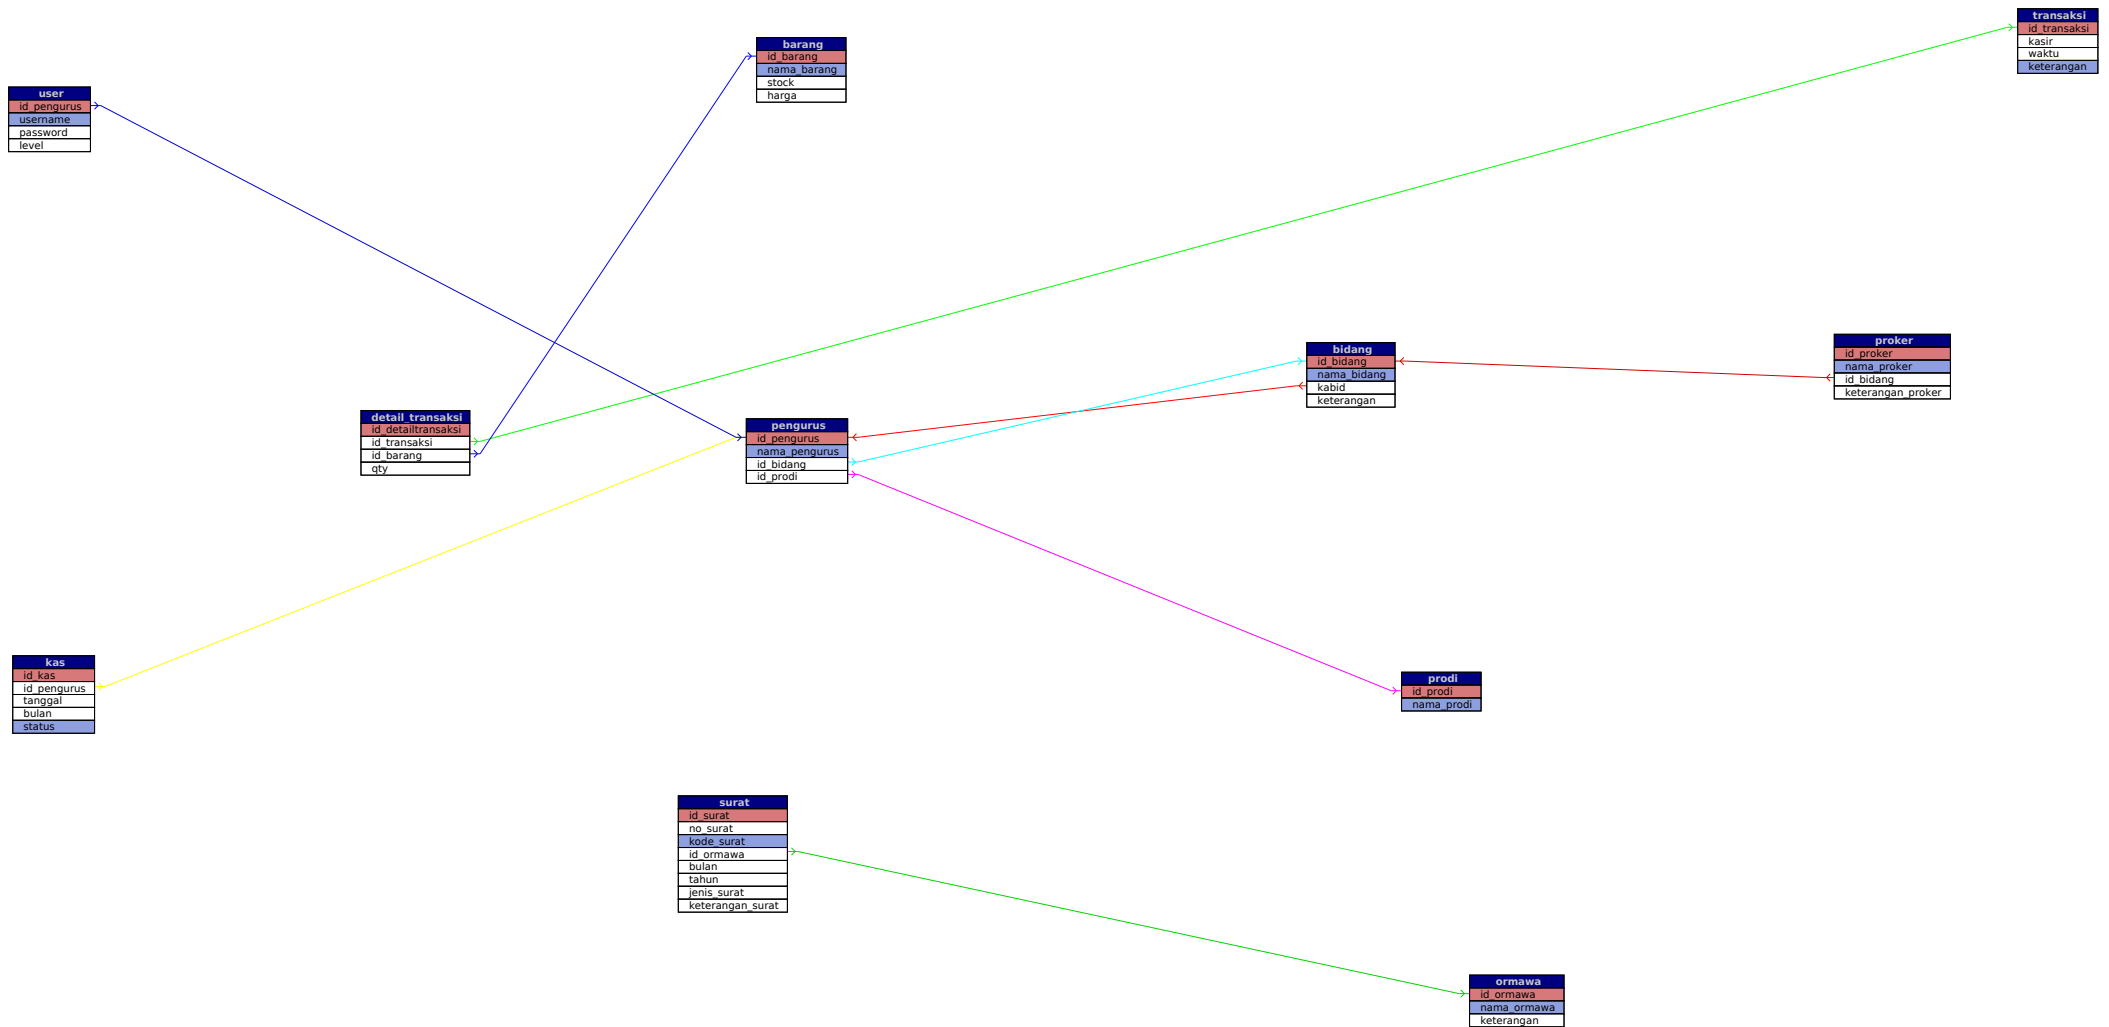 transaksi
id_transaksi
kasir
waktu
keterangan
barang
id_barang
nama_barang
stock
harga
user
id_pengurus
username
password
level
proker
id_proker
nama_proker
id_bidang
keterangan_proker
bidang
id_bidang
nama_bidang
kabid
keterangan
detail_transaksi
id_detailtransaksi
id_transaksi
id_barang
qty
pengurus
id_pengurus
nama_pengurus
id_bidang
id_prodi
kas
id_kas
id_pengurus
tanggal
bulan
status
prodi
id_prodi
nama_prodi
surat
id_surat
no_surat
kode_surat
id_ormawa
bulan
tahun
jenis_surat
keterangan_surat
ormawa
id_ormawa
nama_ormawa
keterangan